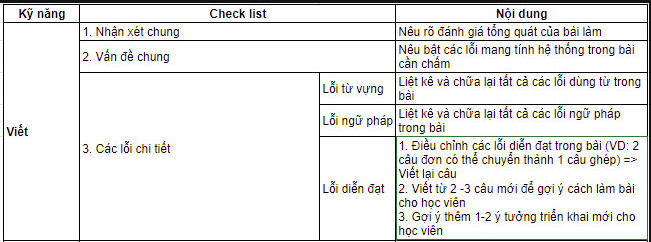 Kỹ năng
Check list
Nội dung
Viết
1. Nhận xét chung
Nêu rõ đánh giá tổng quát của bài làm
2. Vấn đề chung
Nêu bật các lỗi mang tính hệ thống trong bài
cần chấm
3. Các lỗi chi tiết
Lỗi từ vựng
Liệt kê và chữa lại tất cả các lỗi dùng từ trong
bài
Lỗi ngữ pháp
Liệt kê và chữa lại tất cả các lỗi ngữ pháp
trong bài
Lỗi diễn đạt
1. Điều chỉnh các lỗi diễn đạt trong bài (VD: 2
câu đơn có thể chuyển thành 1 câu ghép) =>
Viết lại câu
2. Viết từ 2 -3 câu mới để gợi ý cách làm bài
cho học viên
3. Gợi ý thêm 1-2 ý tưởng triển khai mới cho
học viên